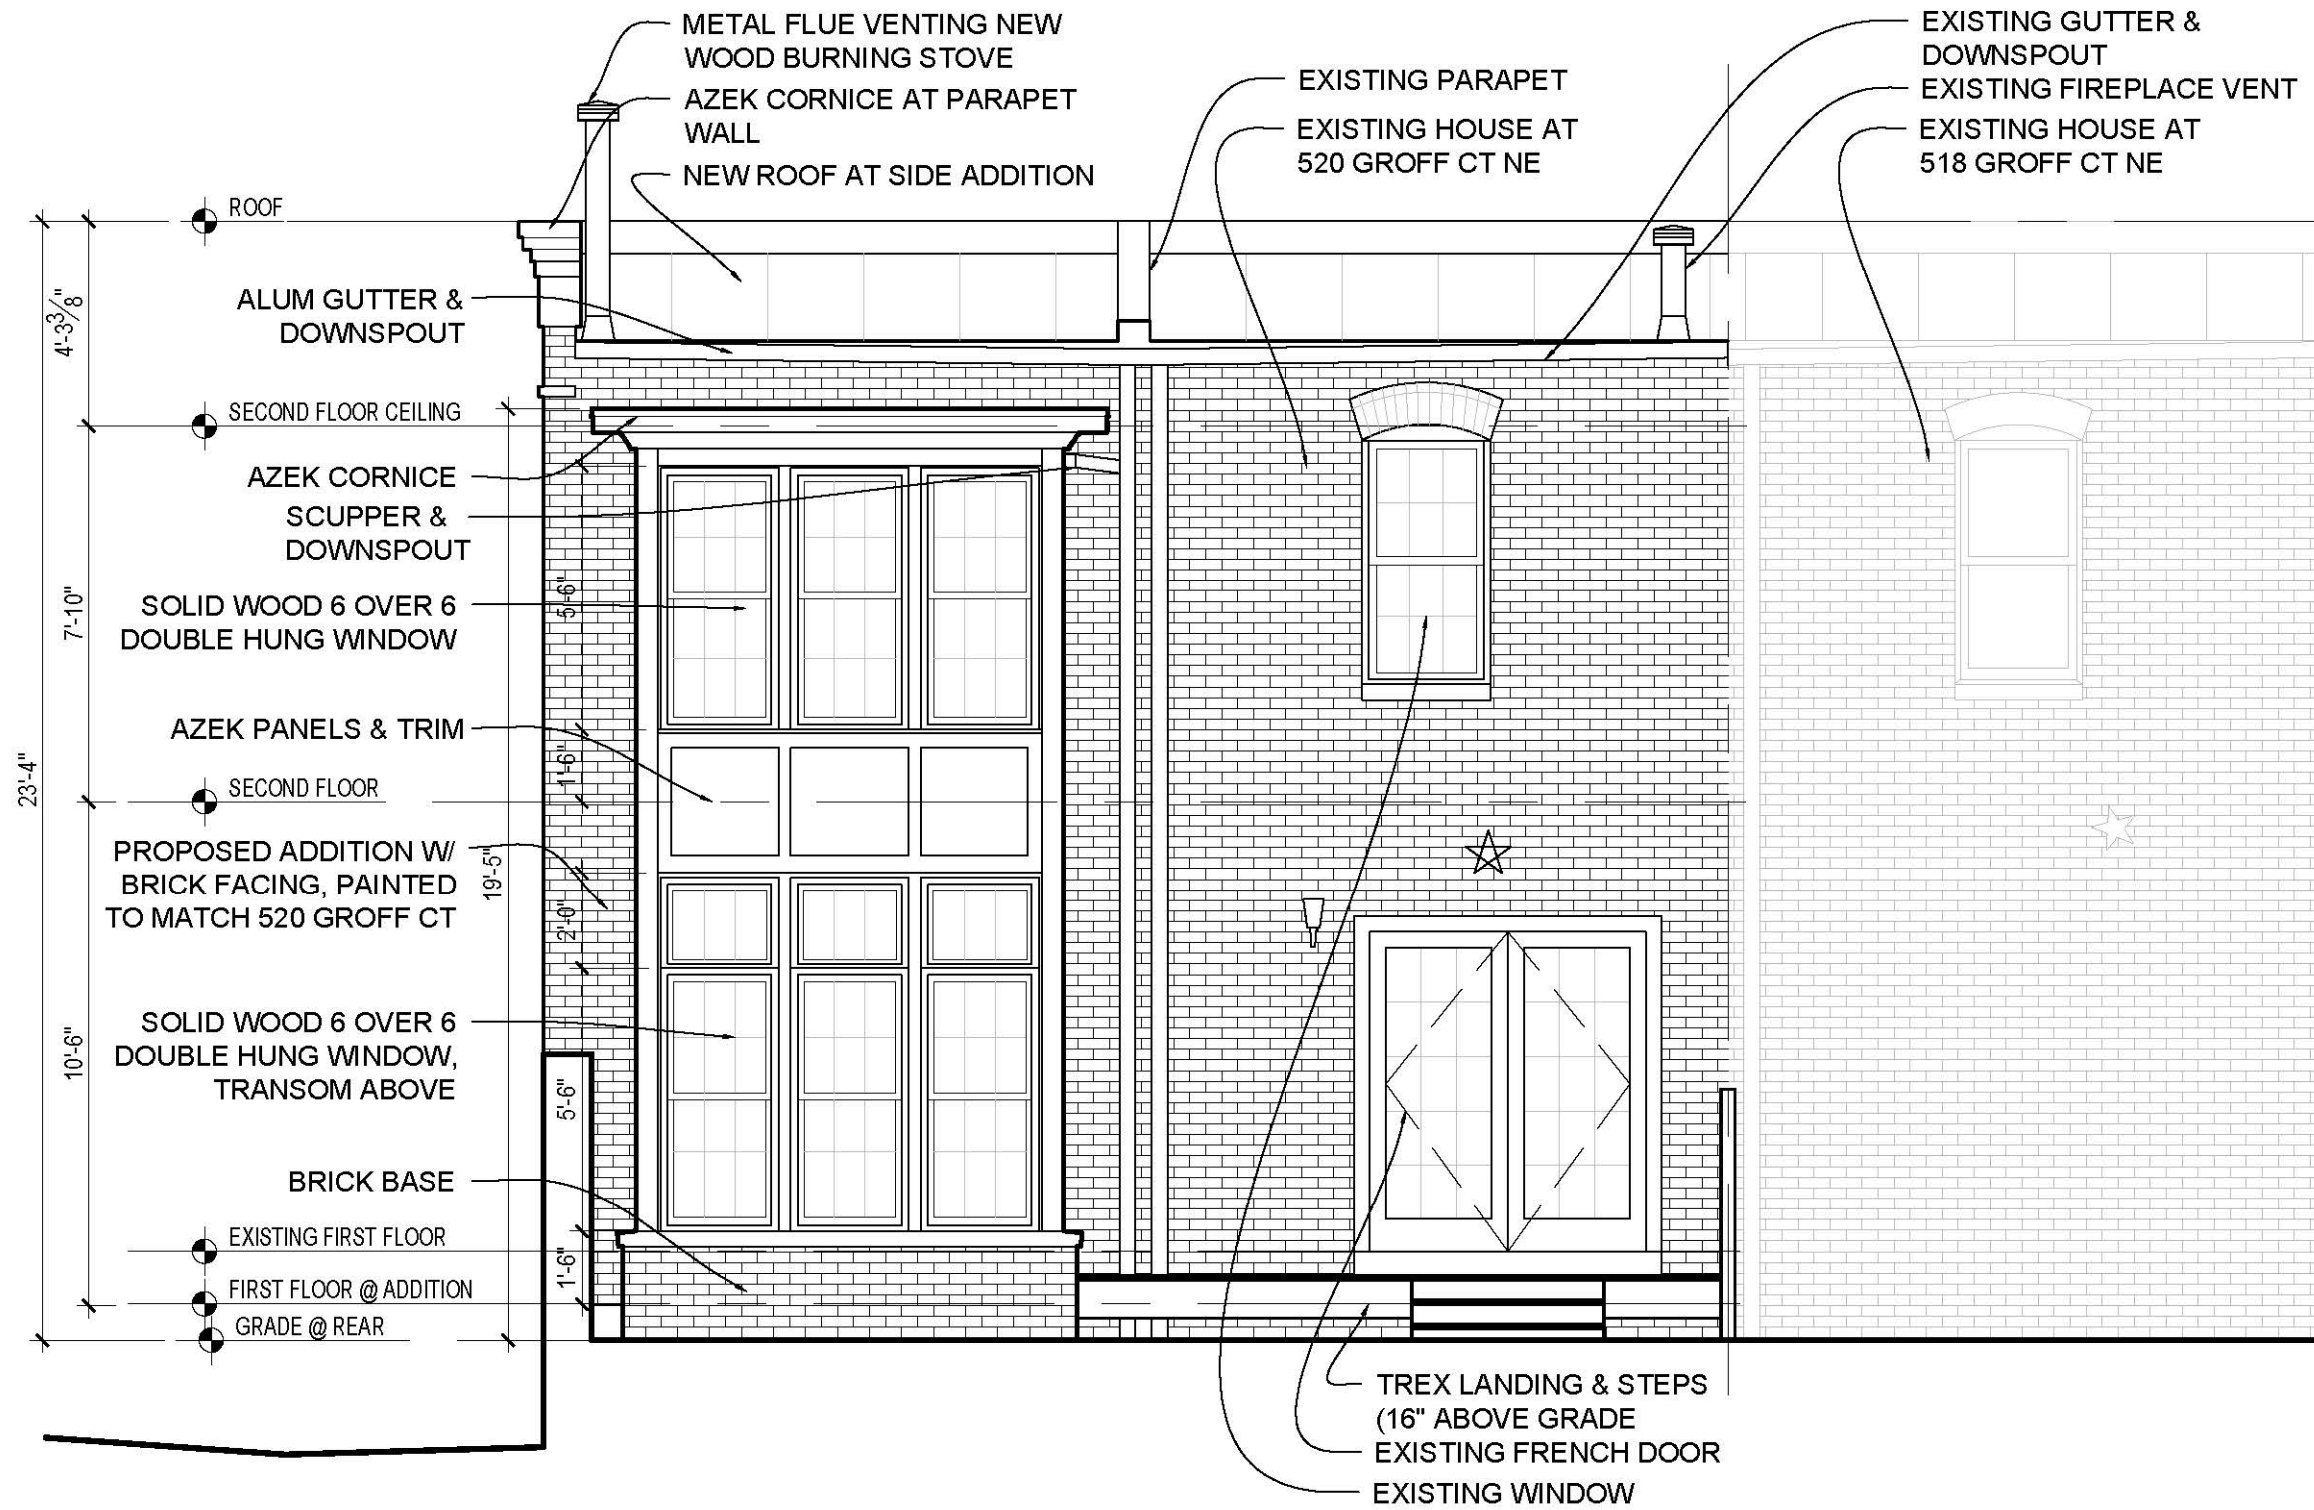 METAL FLUE VENTING NEW
WOOD BURNING STOVE
AZEK CORNICE AT PARAPET
WALL
NEW ROOF AT SIDE ADDITION
EXISTING PARAPET
EXISTING HOUSE AT
520 GROFF CT NE
EXISTING GUTTER &
DOWNSPOUT
EXISTING FIREPLACE VENT
EXISTING HOUSE AT
518 GROFF CT NE
ROOF
4'-3 3/8"
ALUM GUTTER &
DOWNSPOUT
SECOND FLOOR CEILING
AZEK CORNICE
SCUPPER &
DOWNSPOUT
5'-6"
SOLID WOOD 6 OVER 6
DOUBLE HUNG WINDOW
7'-10"
AZEK PANELS & TRIM
1'-6"
23'-4"
SECOND FLOOR
PROPOSED ADDITION W/
BRICK FACING, PAINTED
TO MATCH 520 GROFF CT
19'-5"
2'-0"
SOLID WOOD 6 OVER 6
DOUBLE HUNG WINDOW,
TRANSOM ABOVE
10'-6"
5'-6"
BRICK BASE
EXISTING FIRST FLOOR
1'-6"
FIRST FLOOR @ ADDITION
GRADE @ REAR
TREX LANDING & STEPS
(16" ABOVE GRADE
EXISTING FRENCH DOOR
EXISTING WINDOW